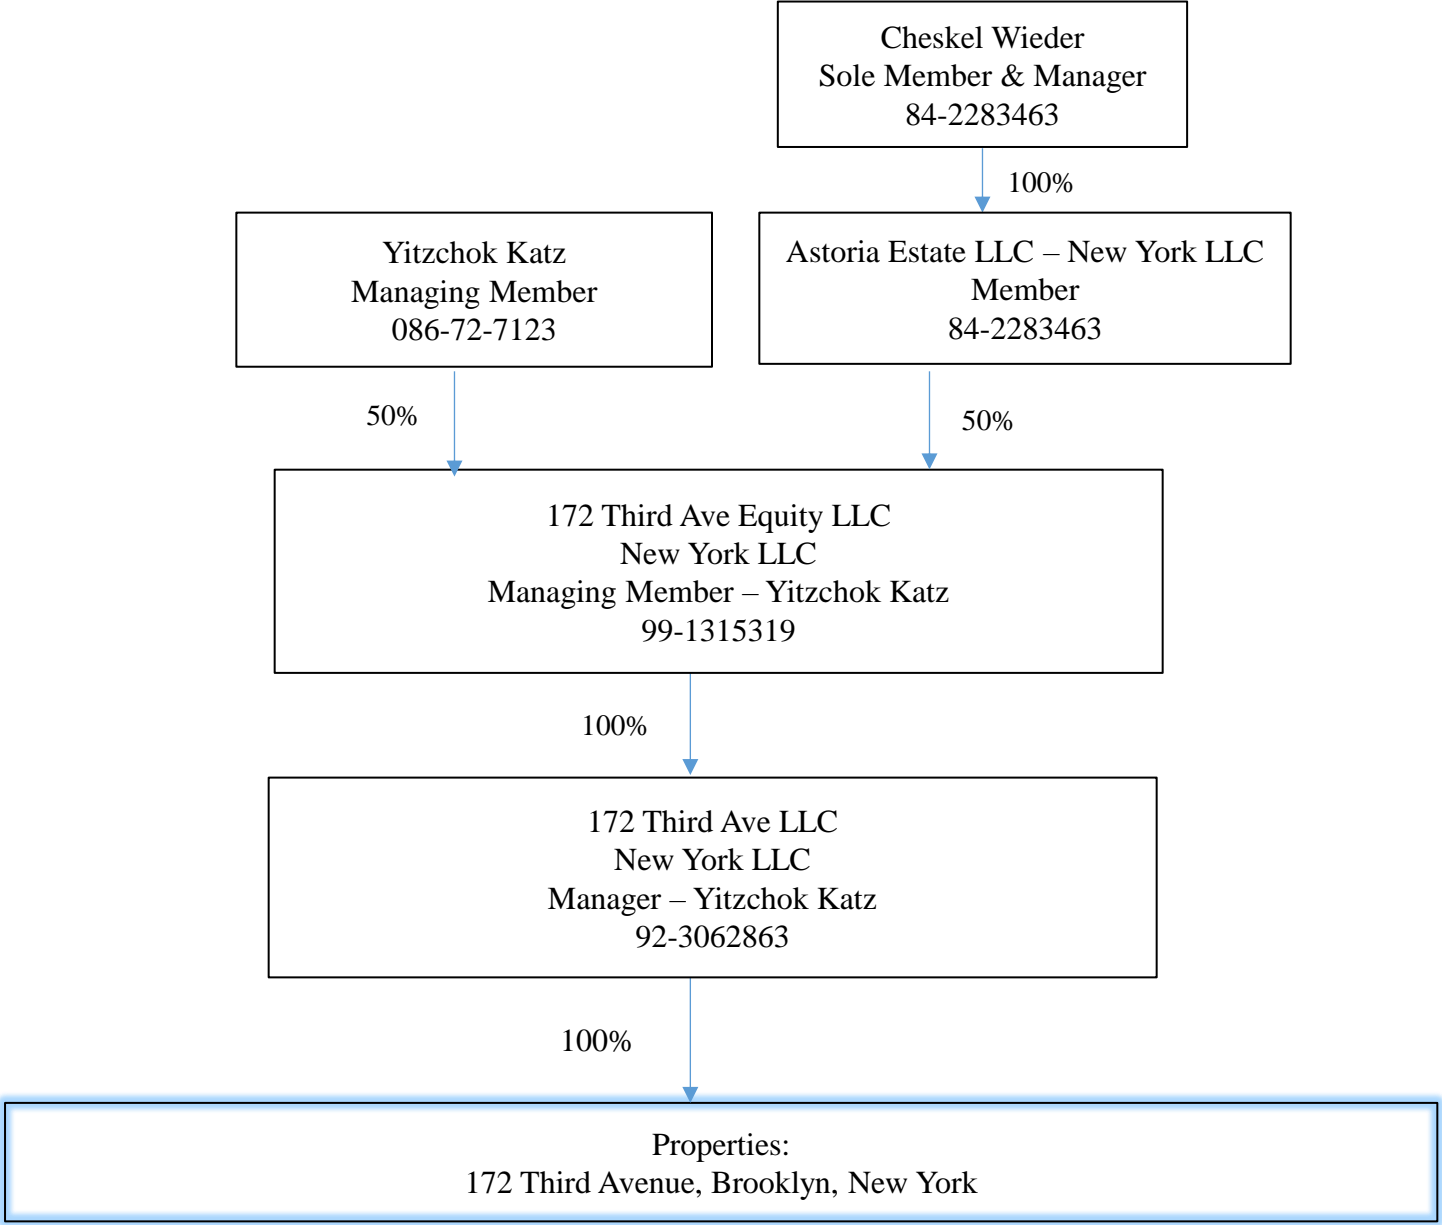 Cheskel Wieder
Sole Member & Manager
84-2283463
100%
Yitzchok Katz
Managing Member
086-72-7123
Astoria Estate LLC – New York LLC
Member
84-2283463
50%
50%
172 Third Ave Equity LLC
New York LLC
Managing Member – Yitzchok Katz
99-1315319
100%
172 Third Ave LLC
New York LLC
Manager – Yitzchok Katz
92-3062863
100%
Properties:
172 Third Avenue, Brooklyn, New York